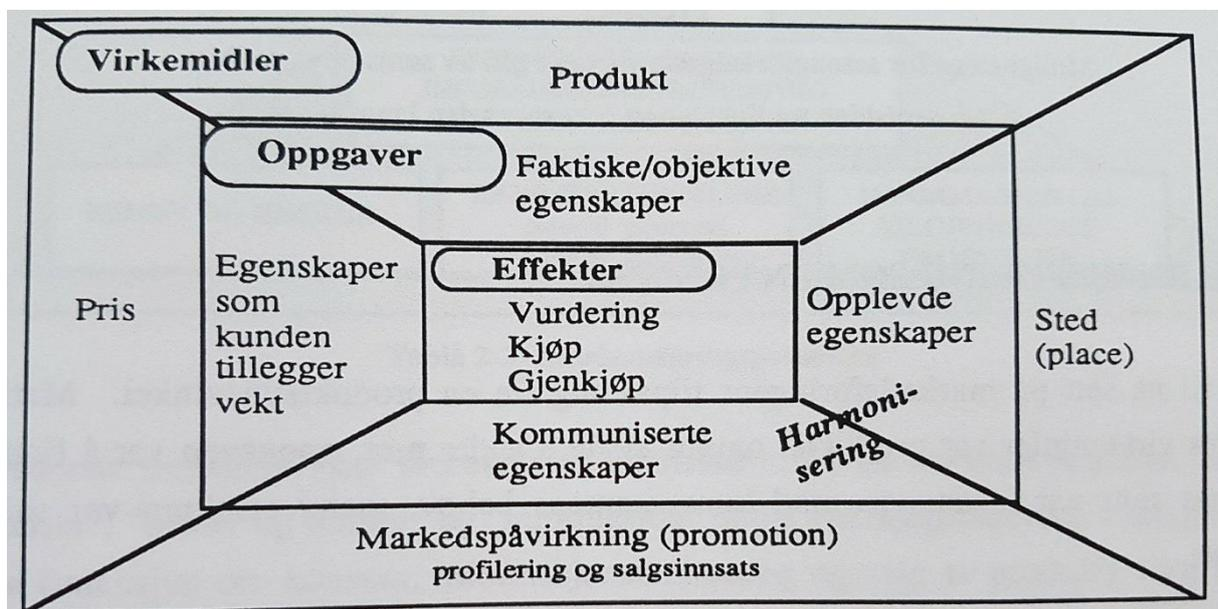 Virkemidler
Produkt
Oppgaver
Faktiske/objektive
egenskaper
Pris
Egenskaper
som
kunden
tillegger
vekt
Effekter
Vurdering
Kjøp
Gjenkjøp
Opplevde
egenskaper
Sted
(place)
Kommuniserte
egenskaper
Harmoni-
sering
Markedspåvirkning (promotion)
profilering og salgsinnsats